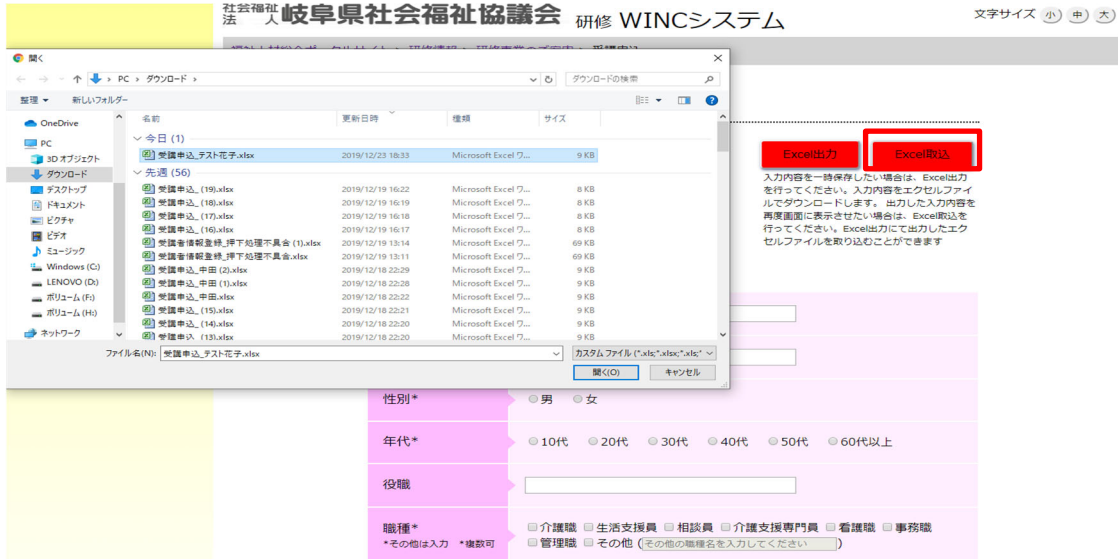 社会福祉
法　人 岐阜県社会福祉協議会 研修 WINCシステム
文字サイズ 小 中 大
開く
PC > ダウンロード >
ダウンロードの検索
整理 新しいフォルダー
名前 更新日時 種類 サイズ
OneDrive
PC
3D オブジェクト
ダウンロード
デスクトップ
ドキュメント
ピクチャ
ビデオ
ミュージック
Windows (C:)
LENOVO (D:)
ボリューム (F:)
ボリューム (H:)
ネットワーク
今日 (1)
受講申込_テスト花子.xlsx 2019/12/23 18:33 Microsoft Excel ワ... 9 KB
先週 (56)
受講申込_ (19).xlsx 2019/12/19 16:22 Microsoft Excel ワ... 8 KB
受講申込_ (18).xlsx 2019/12/19 16:19 Microsoft Excel ワ... 8 KB
受講申込_ (17).xlsx 2019/12/19 16:18 Microsoft Excel ワ... 8 KB
受講申込_ (16).xlsx 2019/12/19 16:17 Microsoft Excel ワ... 8 KB
受講者情報登録_押下処理不具合 (1).xlsx 2019/12/19 13:14 Microsoft Excel ワ... 69 KB
受講者情報登録_押下処理不具合.xlsx 2019/12/19 13:11 Microsoft Excel ワ... 69 KB
受講申込_中田 (2).xlsx 2019/12/18 22:29 Microsoft Excel ワ... 9 KB
受講申込_中田 (1).xlsx 2019/12/18 22:28 Microsoft Excel ワ... 9 KB
受講申込_中田.xlsx 2019/12/18 22:22 Microsoft Excel ワ... 9 KB
受講申込_ (15).xlsx 2019/12/18 22:21 Microsoft Excel ワ... 9 KB
受講申込_ (14).xlsx 2019/12/18 22:20 Microsoft Excel ワ... 9 KB
受講申込_ (13).xlsx 2019/12/18 22:20 Microsoft Excel ワ... 9 KB
ファイル名(N): 受講申込_テスト花子.xlsx カスタム ファイル (*.xls;*.xlsx;*.xls;*
開く(O) キャンセル
Excel出力 Excel取込
入力内容を一時保存したい場合は、Excel出力
を行ってください。入力内容をエクセルファイ
ルでダウンロードします。 出力した入力内容を
再度画面に表示させたい場合は、Excel取込を
行ってください。Excel出力にて出力したエク
セルファイルを取り込むことができます
性別* 男 女
年代* 10代 20代 30代 40代 50代 60代以上
役職
職種* 介護職 生活支援員 相談員 介護支援専門員 看護職 事務職
*その他は入力 *複数可 管理職 その他 (その他の職種名を入力してください)